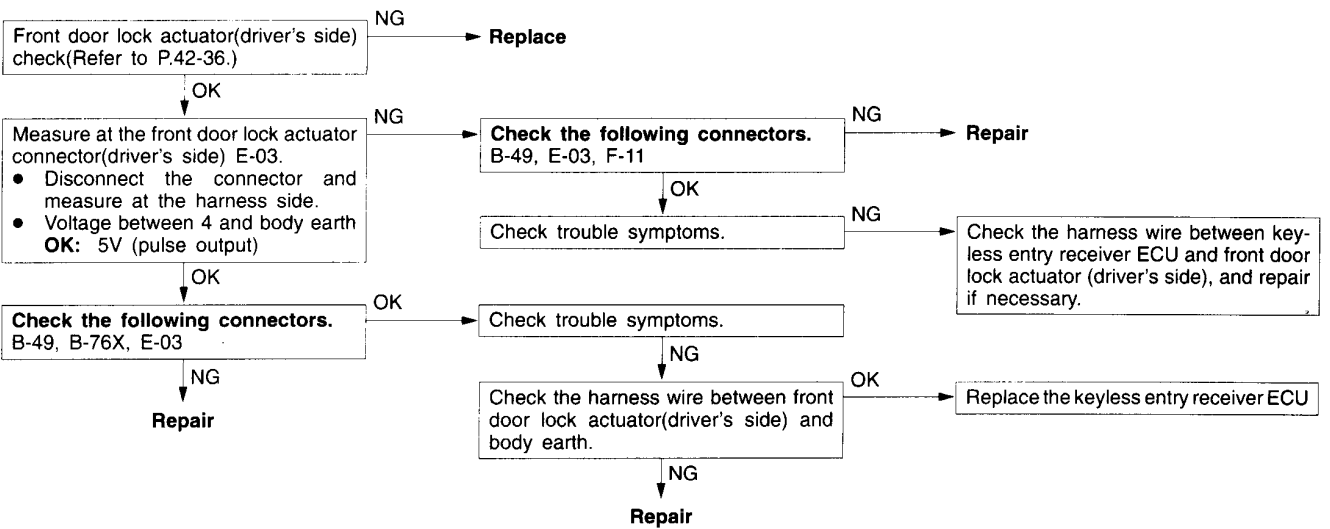 Front door lock actuator(driver's side)
check(Refer to P.42-36.)
NG
Replace
OK
Measure at the front door lock actuator
connector(driver's side) E-03.
● Disconnect the connector and
measure at the harness side.
● Voltage between 4 and body earth
OK: 5V (pulse output)
NG
Check the following connectors.
B-49, E-03, F-11
NG
Repair
OK
Check trouble symptoms.
NG
Check the harness wire between key-
less entry receiver ECU and front door
lock actuator (driver's side), and repair
if necessary.
OK
Check the following connectors.
B-49, B-76X, E-03
OK
Check trouble symptoms.
NG
Repair
NG
Check the harness wire between front
door lock actuator(driver's side) and
body earth.
OK
Replace the keyless entry receiver ECU
NG
Repair